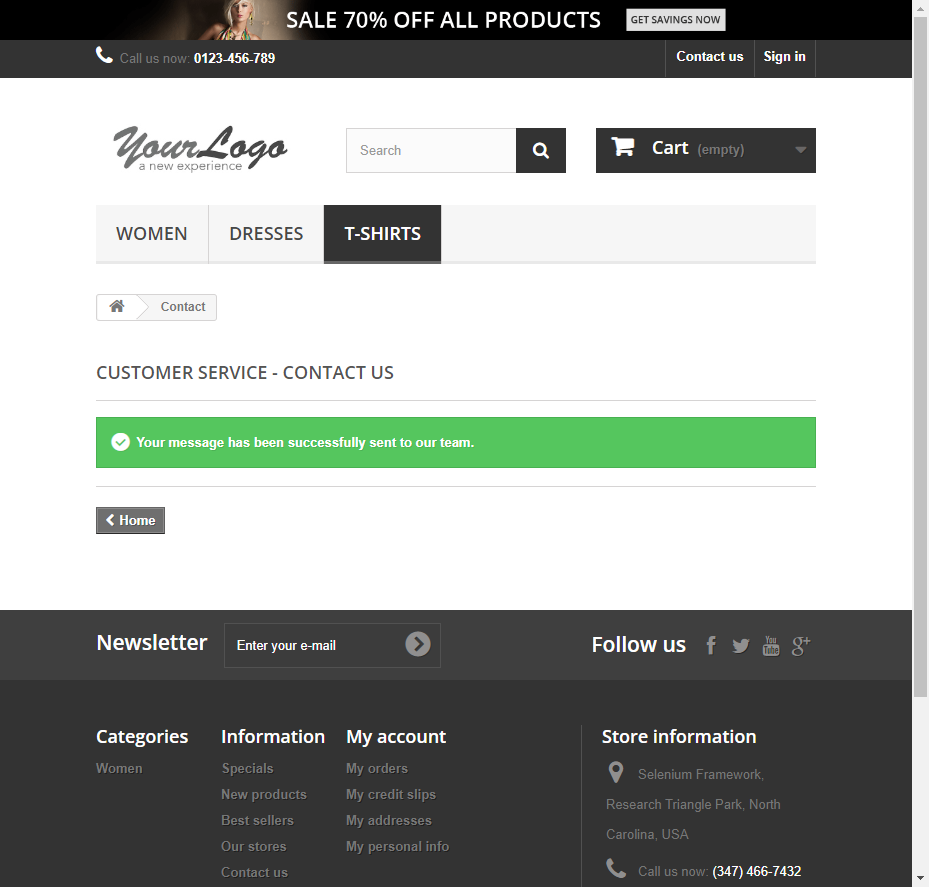 SALE 70% OFF ALL PRODUCTS GET SAVINGS NOW
Call us now: 0123-456-789 Contact us Sign in
YourLogo
a new experience
Search
Cart (empty)
WOMEN DRESSES T-SHIRTS
Contact
CUSTOMER SERVICE - CONTACT US
Your message has been successfully sent to our team.
Home
Newsletter Enter your e-mail Follow us
You
Tube
Categories
Women
Information
Specials
New products
Best sellers
Our stores
Contact us
My account
My orders
My credit slips
My addresses
My personal info
Store information
Selenium Framework,
Research Triangle Park, North
Carolina, USA
Call us now: (347) 466-7432